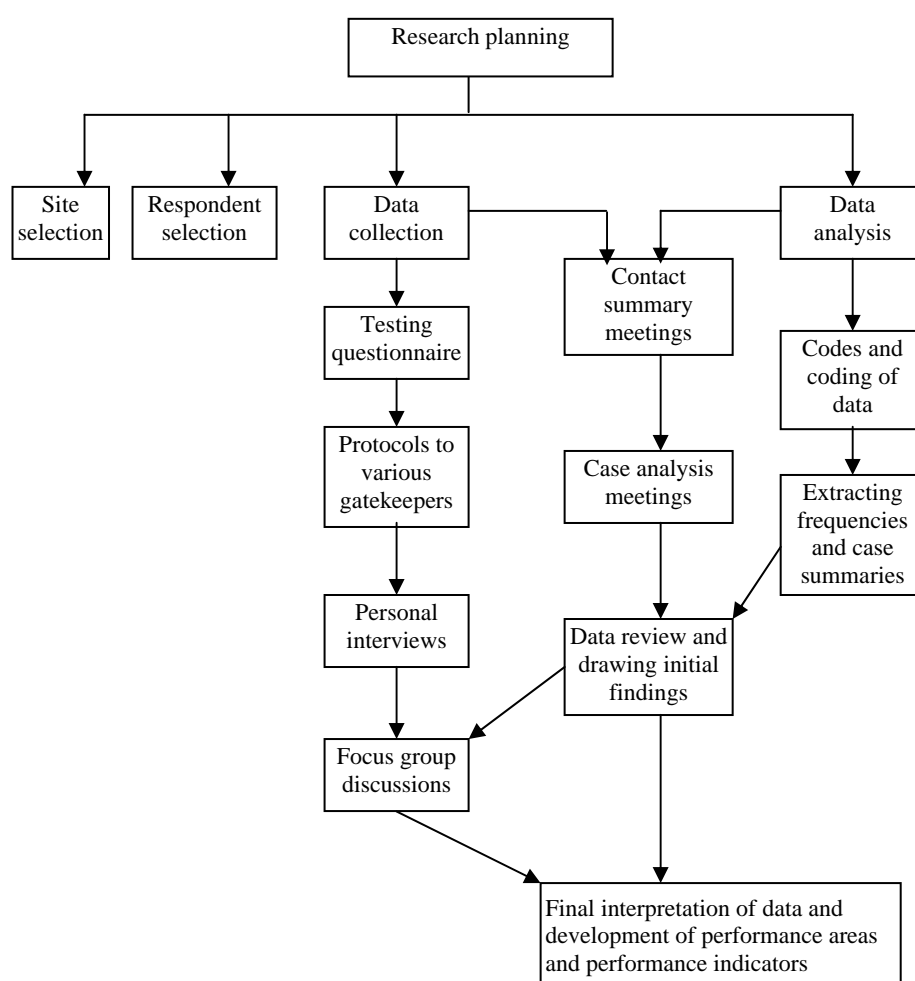 Research planning
Site
selection
Respondent
selection
Data
collection
Data
analysis
Contact
summary
meetings
Testing
questionnaire
Codes and
coding of
data
Protocols to
various
gatekeepers
Case analysis
meetings
Extracting
frequencies
and case
summaries
Personal
interviews
Data review and
drawing initial
findings
Focus group
discussions
Final interpretation of data and
development of performance areas
and performance indicators